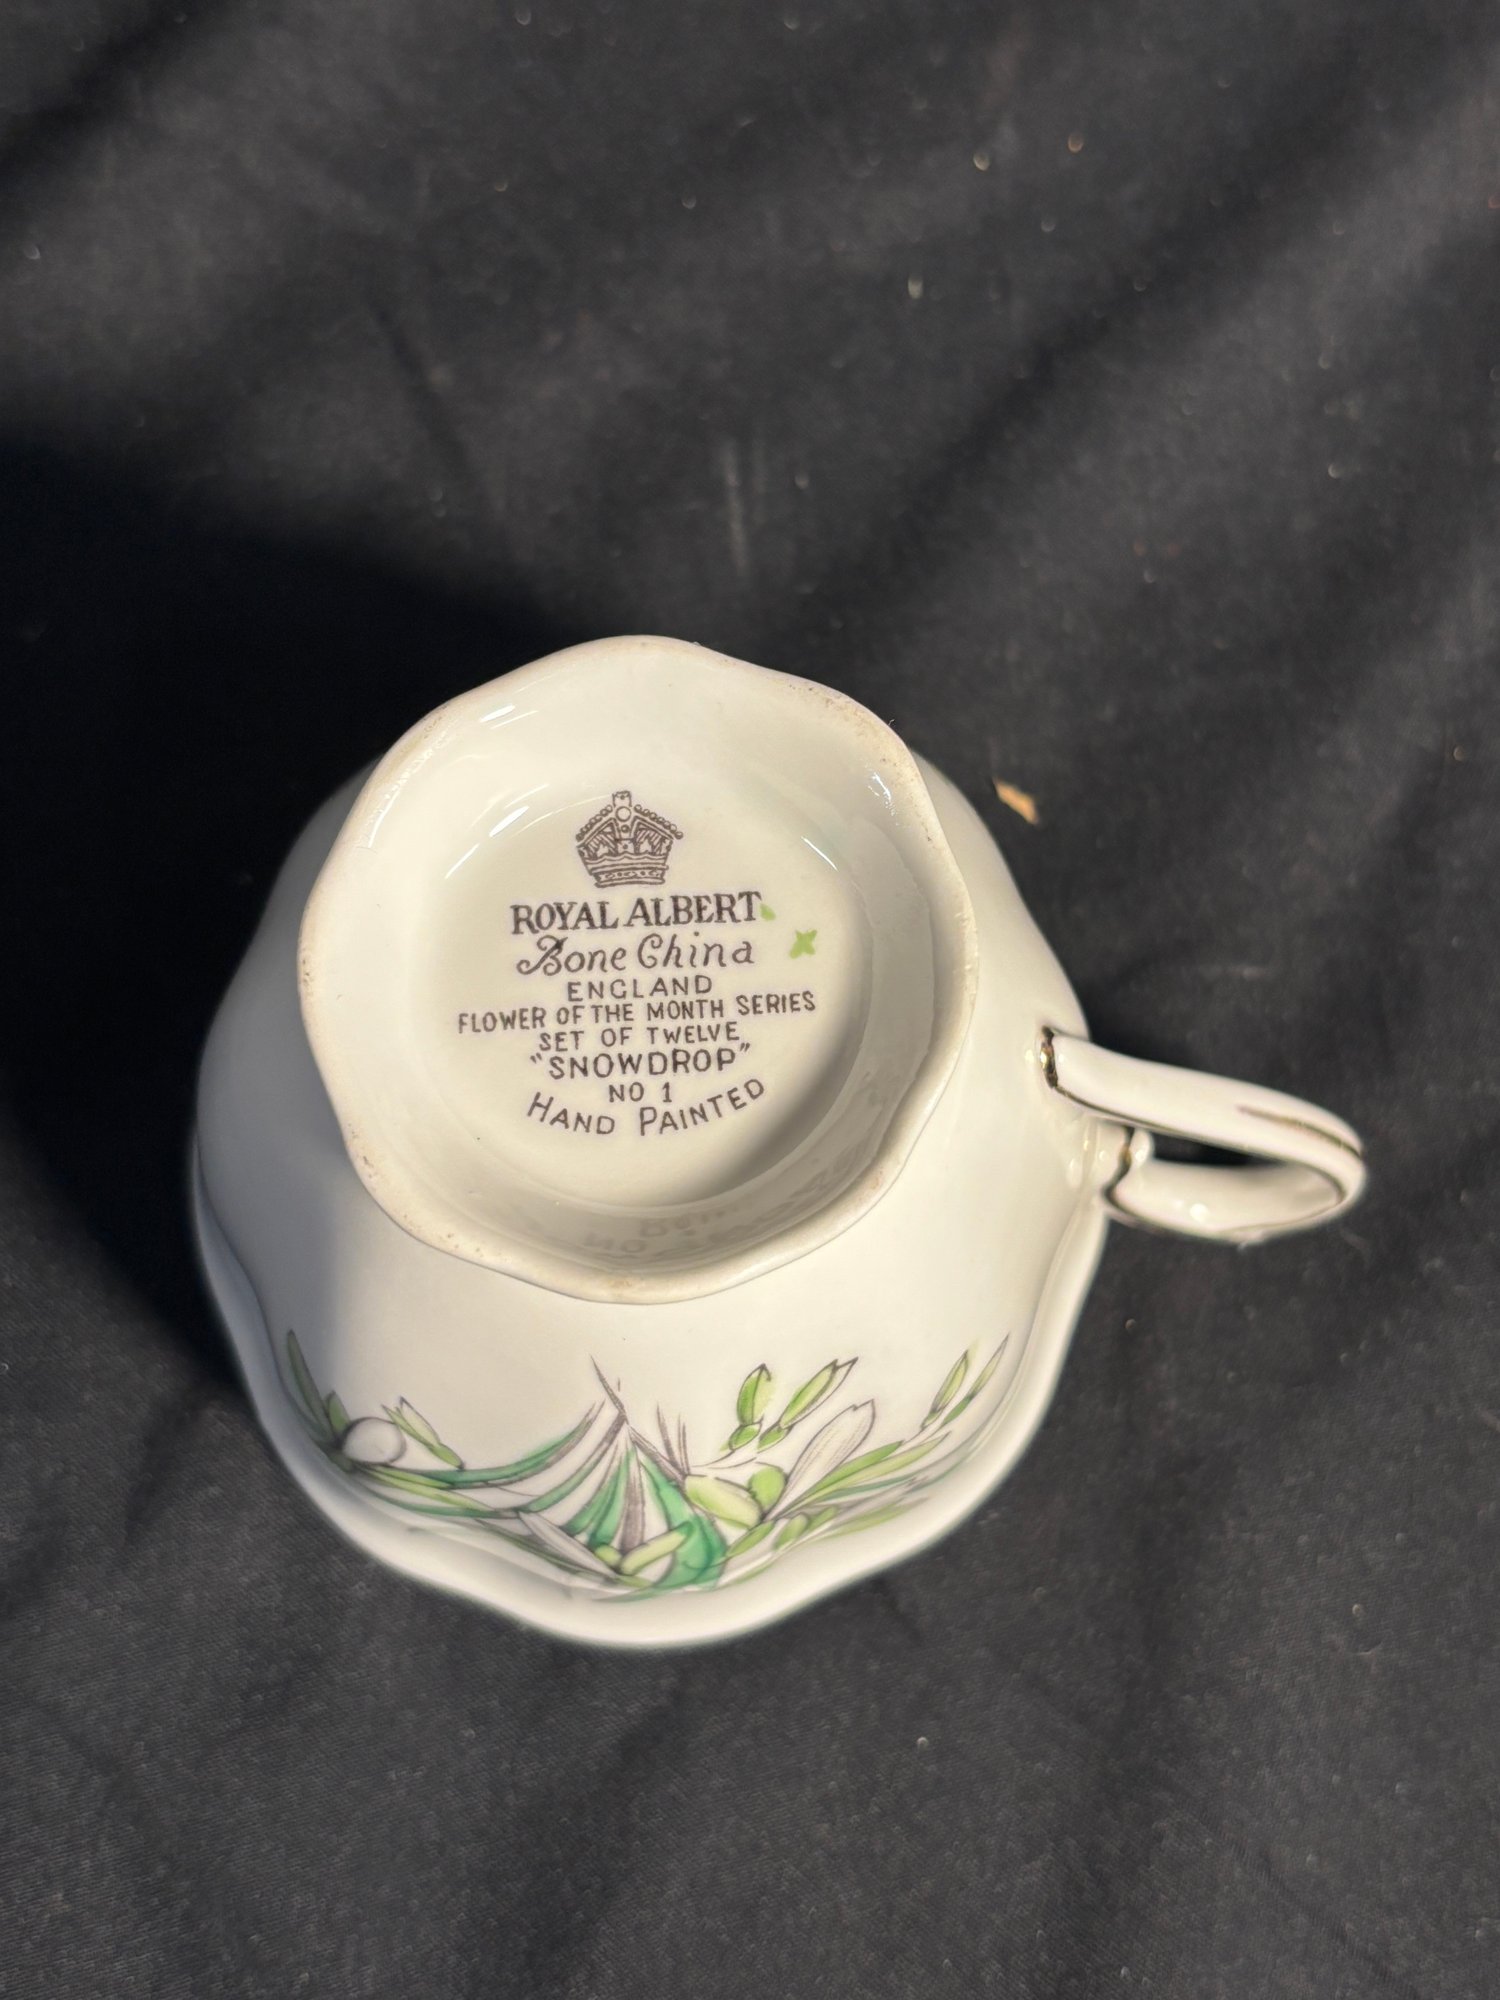 ROYAL ALBERT
Bone China
ENGLAND
FLOWER OF THE MONTH SERIES
SET OF TWELVE
"SNOWDROP"
NO 1
HAND PAINTED